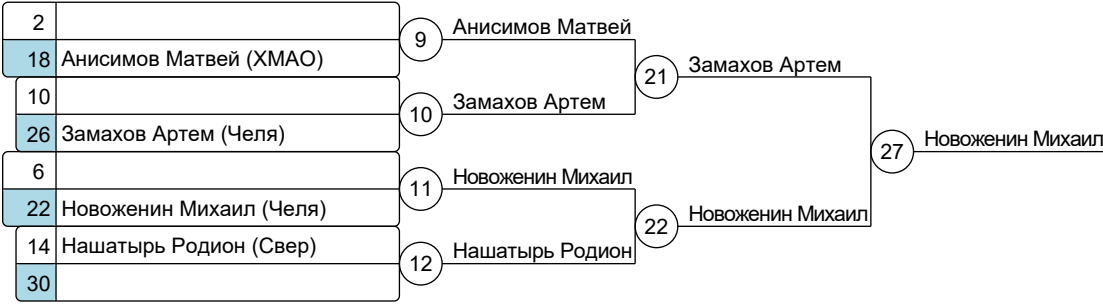 2
18 Анисимов Матвей (ХМАО)
10
26 Замахов Артем (Челя)
6
22 Новоженин Михаил (Челя)
14 Нашатырь Родион (Свер)
30
9
10
11
12
Анисимов Матвей
Замахов Артем
Новоженин Михаил
Нашатырь Родион
21
22
Замахов Артем
Новоженин Михаил
27
Новоженин Михаил